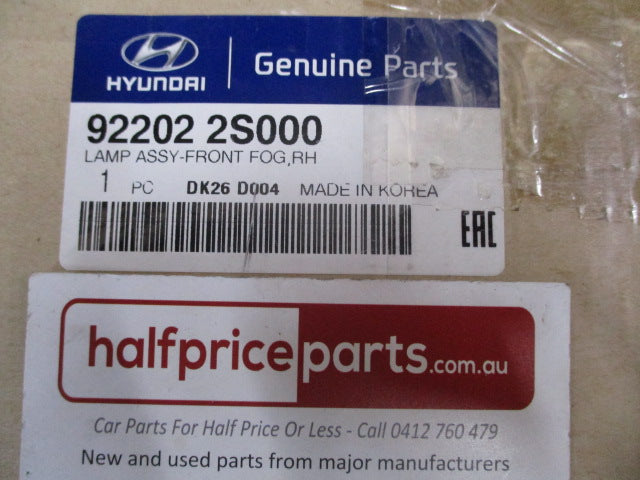 HYUNDAI
Genuine Parts
92202 2S000
LAMP ASSY-FRONT FOG,RH
1 PC DK26 D004 MADE IN KOREA
EAC
halfpriceparts.com.au
Car Parts For Half Price Or Less - Call 0412 760 479
New and used parts from major manufacturers